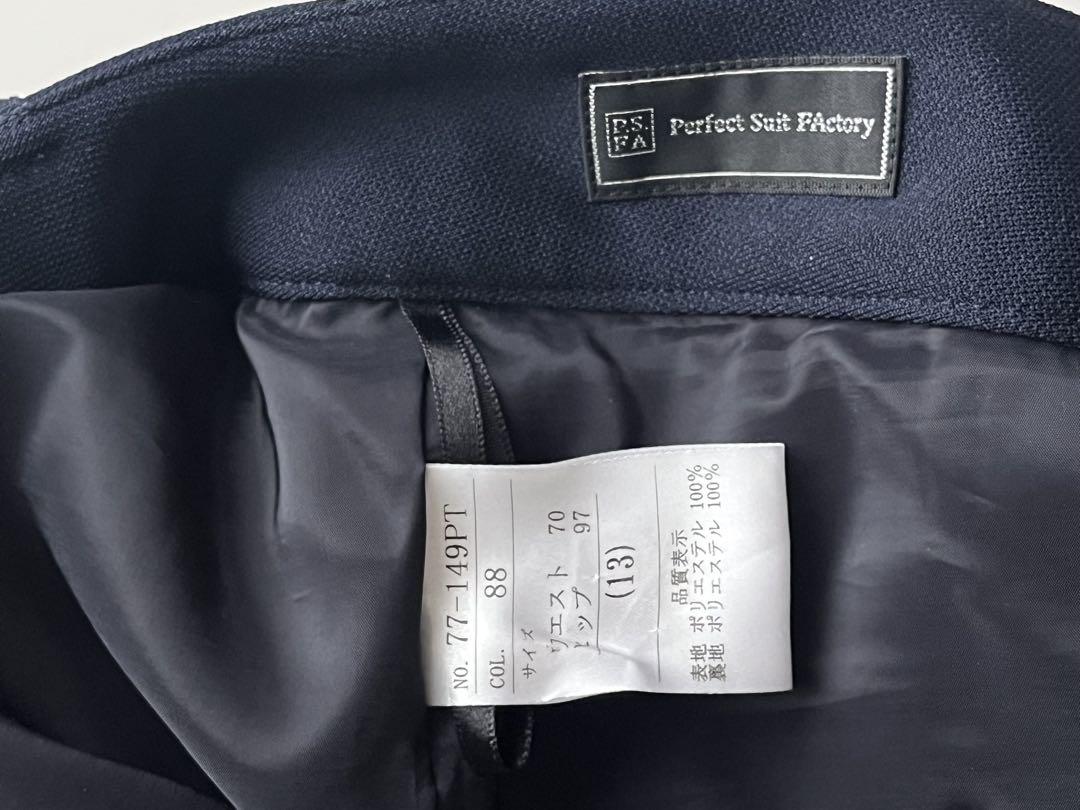 P.S.
FA
Perfect Suit FActory
NO. 77-149PT
COL. 88
サイズ
ウエスト 70
ヒップ 97
(13)
品質表示
表地 ポリエステル 100%
裏地 ポリエステル 100%